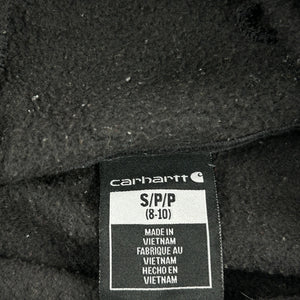 carhartt
S/P/P
(8-10)
MADE IN
VIETNAM
FABRIQUE AU
VIETNAM
HECHO EN
VIETNAM